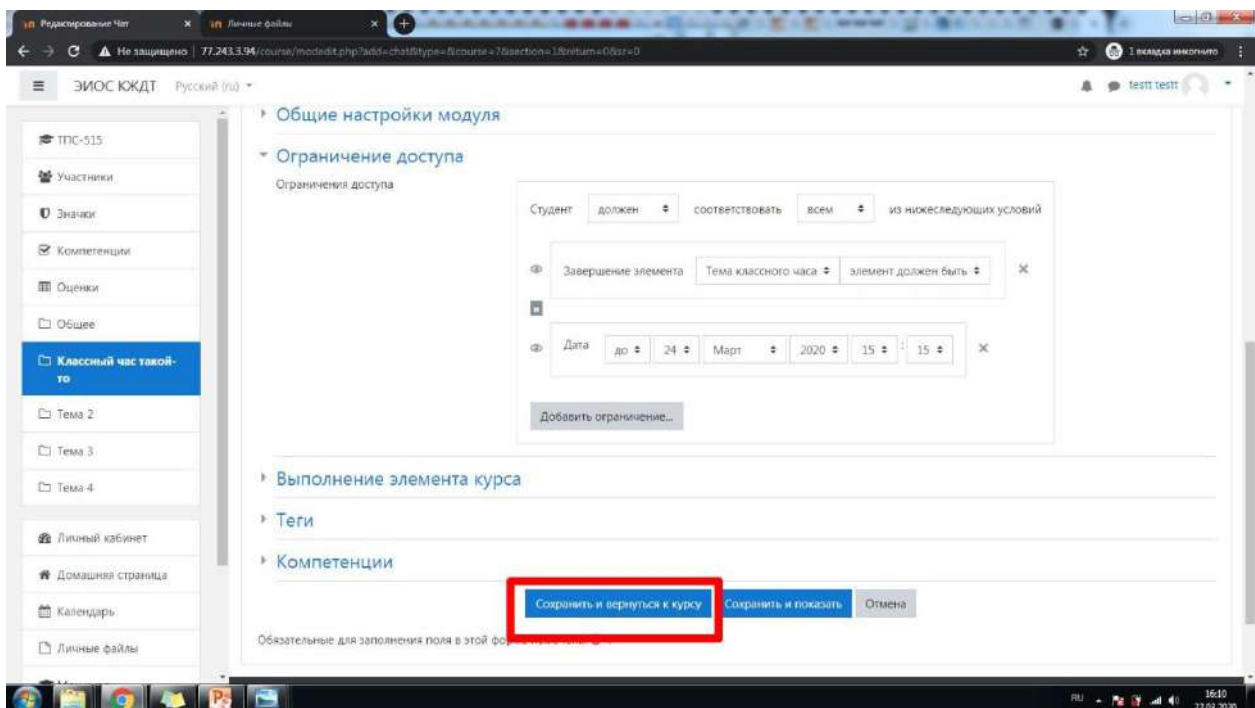 Редактирование Чат
Личные файлы
Не защищено | 77.243.3.94/course/modedit.php?add=chat&type=&course=7&section=1&return=0&sr=0
1 вкладка инкогнито
ЭИОС КЖДТ Русский (ru)
testt testt
ТПС-515
Участники
Значки
Компетенции
Оценки
Общее
Классный час такой-
то
Тема 2
Тема 3
Тема 4
Личный кабинет
Домашняя страница
Календарь
Личные файлы
Общие настройки модуля
Ограничение доступа
Ограничения доступа
Студент должен соответствовать всем из нижеследующих условий
Завершение элемента Тема классного часа элемент должен быть
Дата до 24 Март 2020 15 : 15
Добавить ограничение...
Выполнение элемента курса
Теги
Компетенции
Сохранить и вернуться к курсу Сохранить и показать Отмена
Обязательные для заполнения поля в этой
RU 16:10
22.03.2020